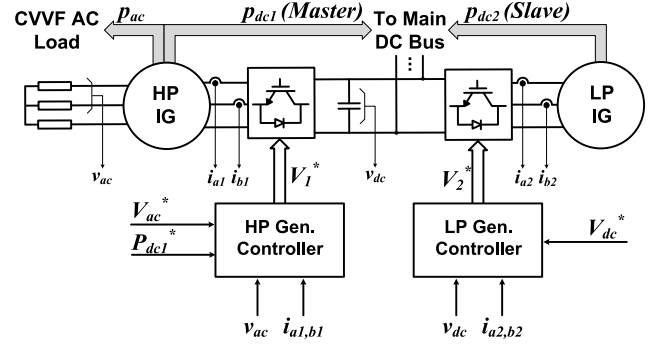 CVVF AC
Load
p_ac
p_dc1 (Master)
To Main
DC Bus
p_dc2 (Slave)
HP
IG
LP
IG
v_ac
i_a1
i_b1
V_1^*
v_dc
V_2^*
i_a2
i_b2
V_ac^*
P_dc1^*
HP Gen.
Controller
LP Gen.
Controller
V_dc^*
v_ac
i_a1,b1
v_dc
i_a2,b2